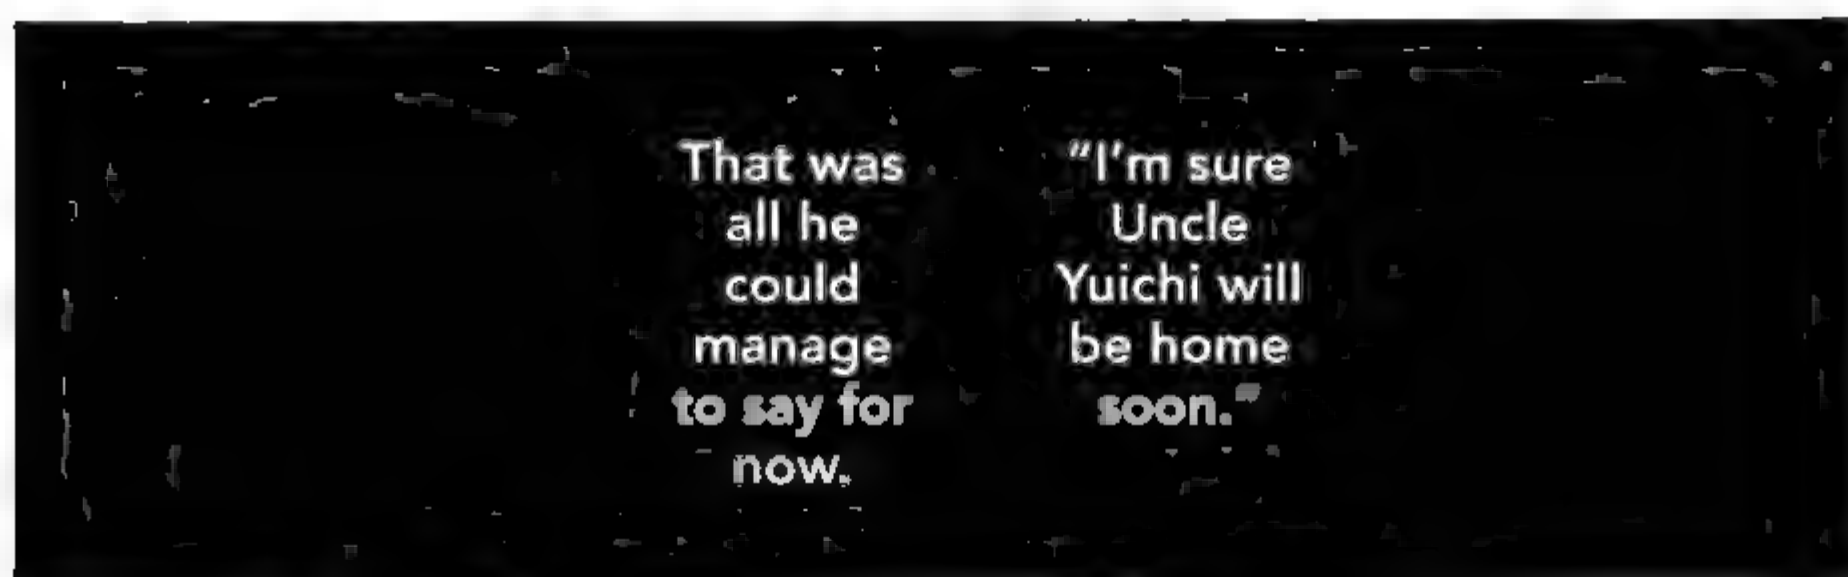 "I'm sure
Uncle
Yuichi will
be home
soon."
That was
all he
could
manage
to say for
now.